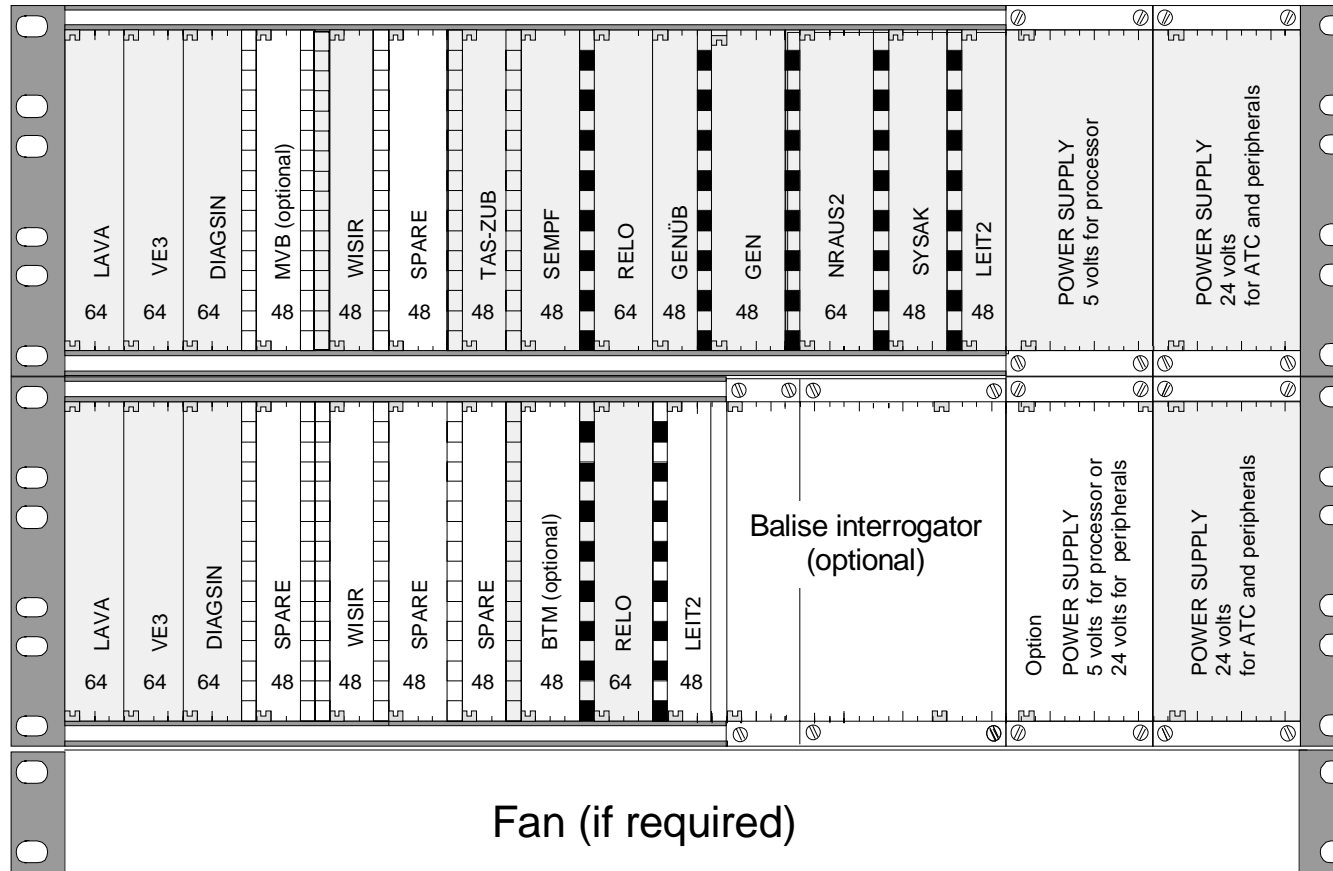 LAVA
64
VE3
64
DIAGSIN
64
MVB (optional)
48
WISIR
48
SPARE
48
TAS-ZUB
48
SEMPF
48
RELO
64
GENÜB
48
GEN
48
NRAUS2
64
SYSAK
48
LEIT2
48
POWER SUPPLY
5 volts for processor
POWER SUPPLY
24 volts
for ATC and peripherals
LAVA
64
VE3
64
DIAGSIN
64
SPARE
48
WISIR
48
SPARE
48
SPARE
48
BTM (optional)
48
RELO
64
LEIT2
48
Balise interrogator
(optional)
Option
POWER SUPPLY
5 volts for processor or
24 volts for peripherals
POWER SUPPLY
24 volts
for ATC and peripherals
Fan (if required)